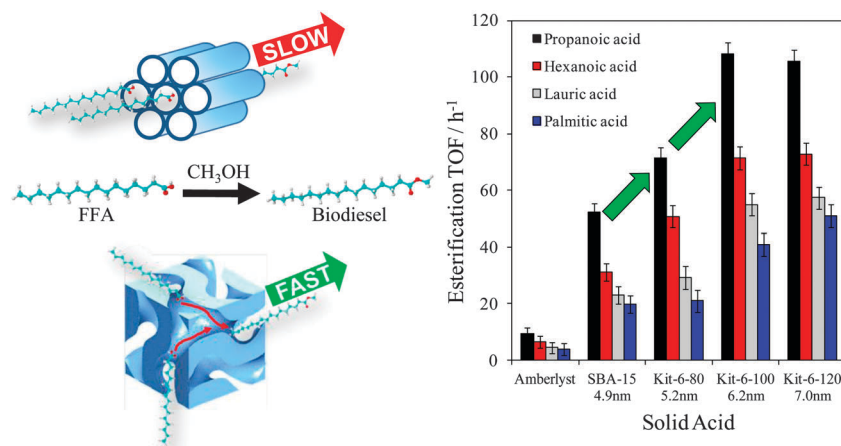 SLOW
CH₃OH
FFA
Biodiesel
FAST
Esterification TOF / h⁻¹
120
100
80
60
40
20
0
Propanoic acid
Hexanoic acid
Lauric acid
Palmitic acid
Amberlyst
SBA-15
4.9nm
Kit-6-80
5.2nm
Kit-6-100
6.2nm
Kit-6-120
7.0nm
Solid Acid